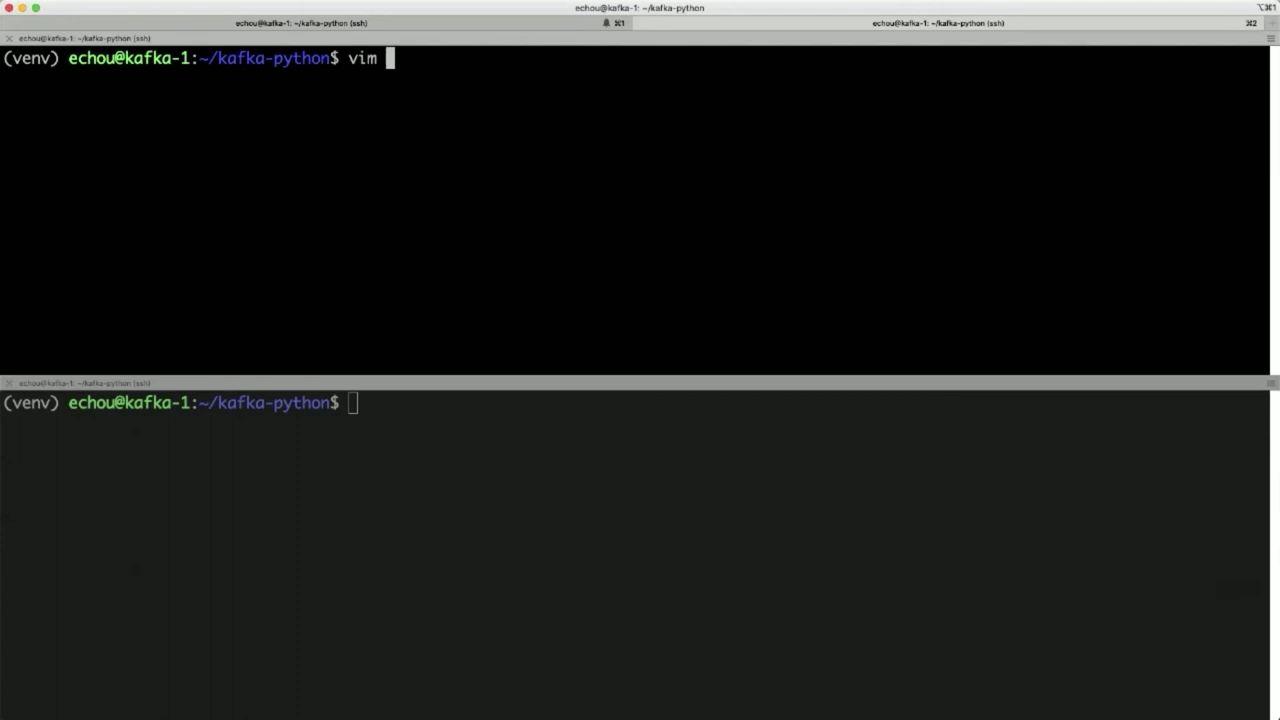 echou@kafka-1: ~/kafka-python
⌥⌘1
echou@kafka-1: ~/kafka-python (ssh)
⌘1
echou@kafka-1: ~/kafka-python (ssh)
⌘2
echou@kafka-1: ~/kafka-python (ssh)
(venv) echou@kafka-1:~/kafka-python$ vim
echou@kafka-1: ~/kafka-python (ssh)
(venv) echou@kafka-1:~/kafka-python$